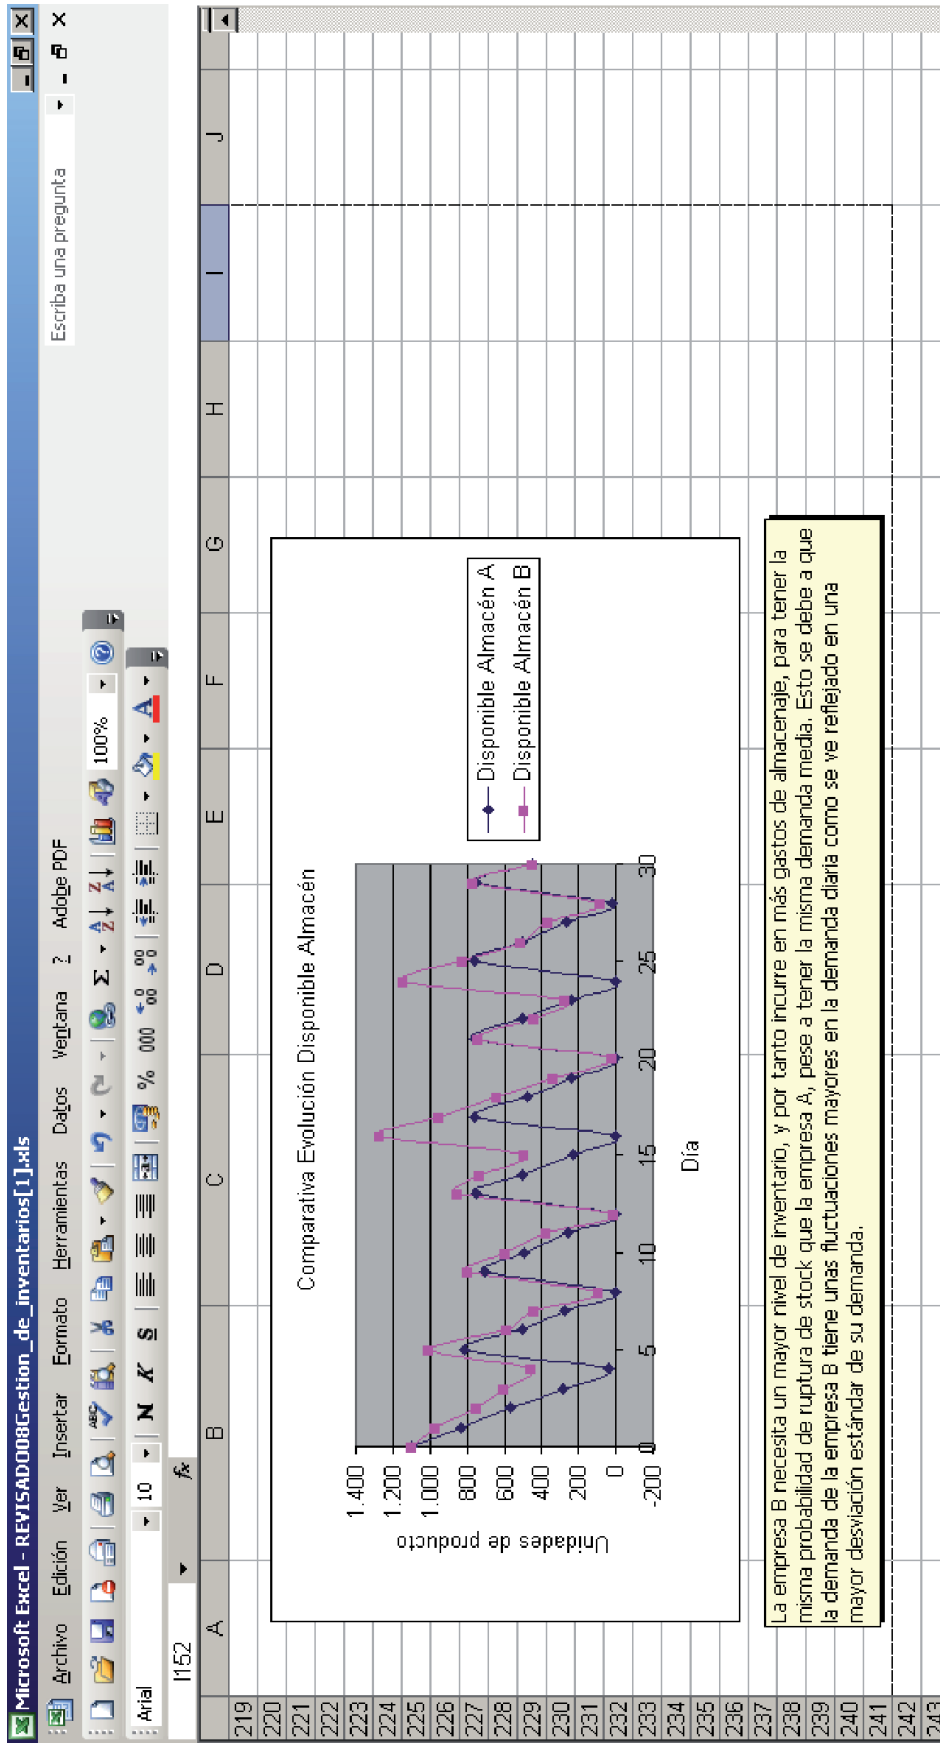 Microsoft Excel - REVISADO08Gestion_de_inventarios[1].xls
Archivo Edición Ver Insertar Formato Herramientas Datos Ventana ? Adobe PDF
Escriba una pregunta
100%
Arial 10 N K S % 000
I152 fx
A B C D E F G H I J
219
220
221
222
223
224
225
226
227
228
229
230
231
232
233
234
235
236
237
238
239
240
241
242
243
Comparativa Evolución Disponible Almacén
Unidades de producto
1.400
1.200
1.000
800
600
400
200
0
-200
0 5 10 15 20 25 30
Día
Disponible Almacén A
Disponible Almacén B
La empresa B necesita un mayor nivel de inventario, y por tanto incurre en más gastos de almacenaje, para tener la
misma probabilidad de ruptura de stock que la empresa A, pese a tener la misma demanda media. Esto se debe a que
la demanda de la empresa B tiene unas fluctuaciones mayores en la demanda diaria como se ve reflejado en una
mayor desviación estándar de su demanda.